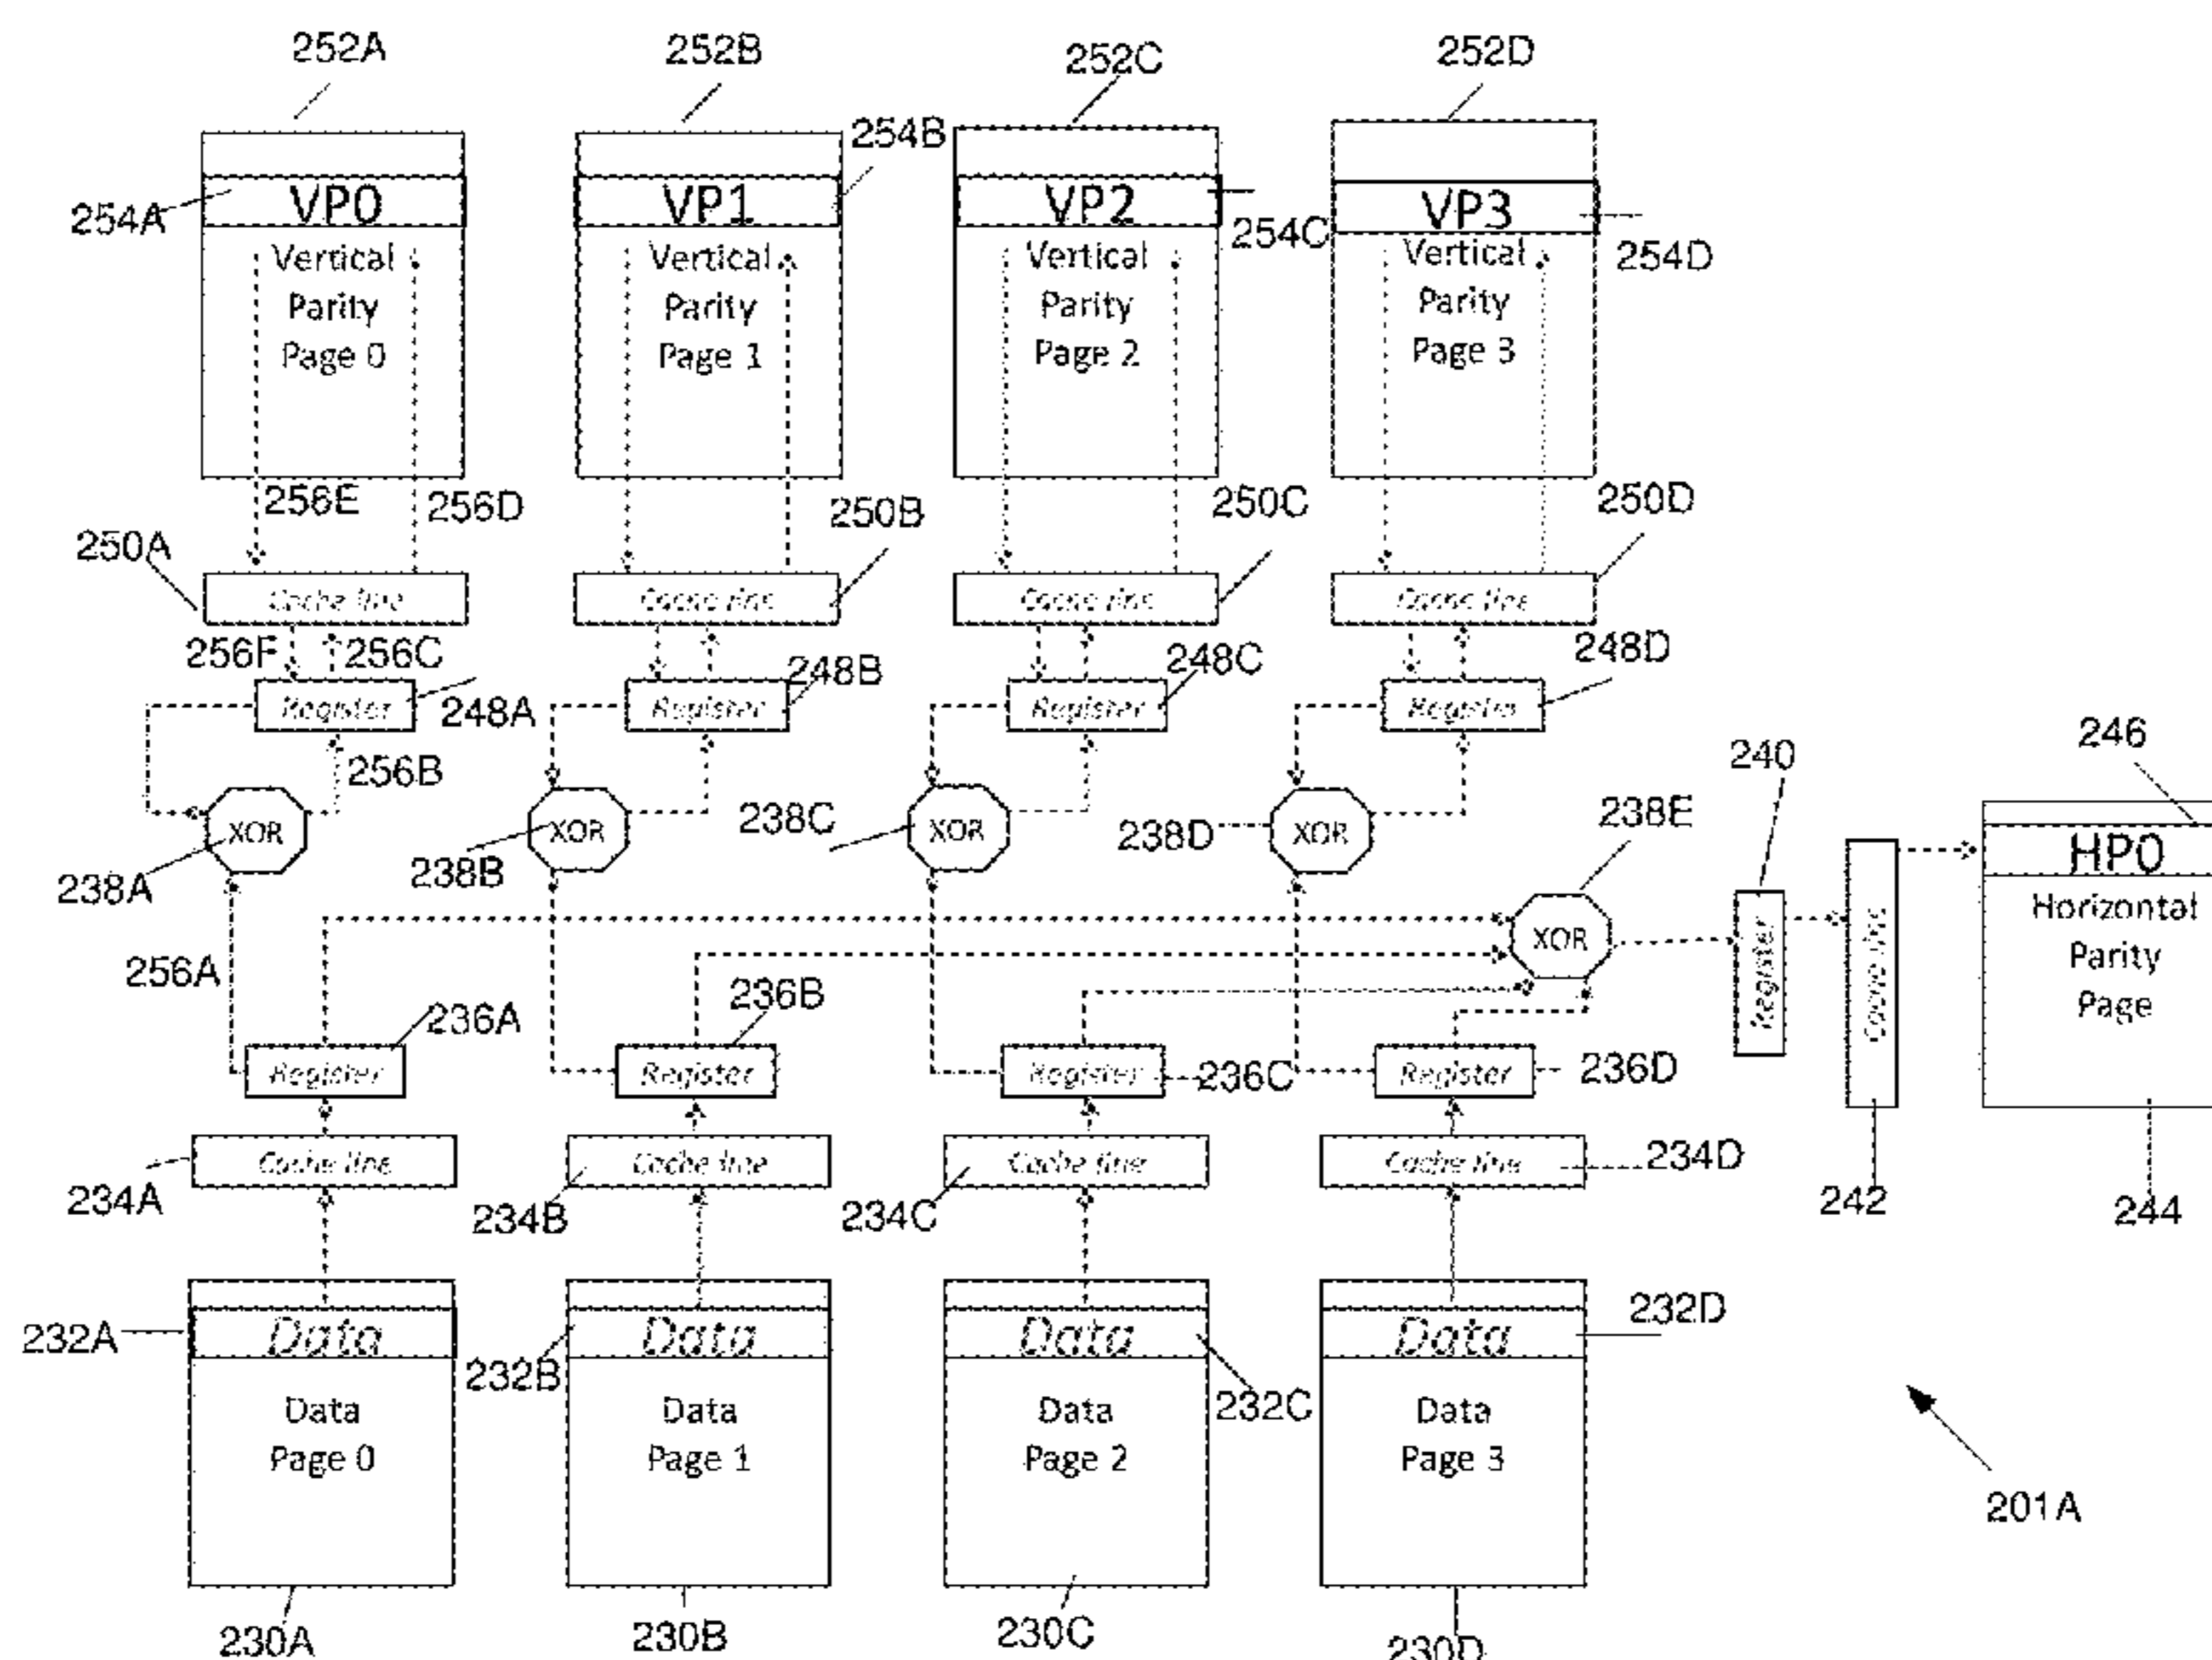 252A 252B 252C 252D
254B
VP0 VP1 VP2 VP3
254A 254C 254D
Vertical Parity Page 0
Vertical Parity Page 1
Vertical Parity Page 2
Vertical Parity Page 3
256E 256D 250B 250C 250D
250A
Cache line Cache line Cache line Cache line
256F 256C 248B 248C 248D
Register Register Register Register
248A
256B 240 246
XOR XOR XOR XOR
238A 238B 238C 238D 238E
HP0
Horizontal
Parity
Page
XOR Register Cache line
256A 236A 236B
Register Register Register Register
236C 236D
Cache line Cache line Cache line Cache line
234A 234B 234C 234D
242 244
232A Data 232B Data Data 232C Data 232D
Data Page 0
Data Page 1
Data Page 2
Data Page 3
201A
230A 230B 230C 230D